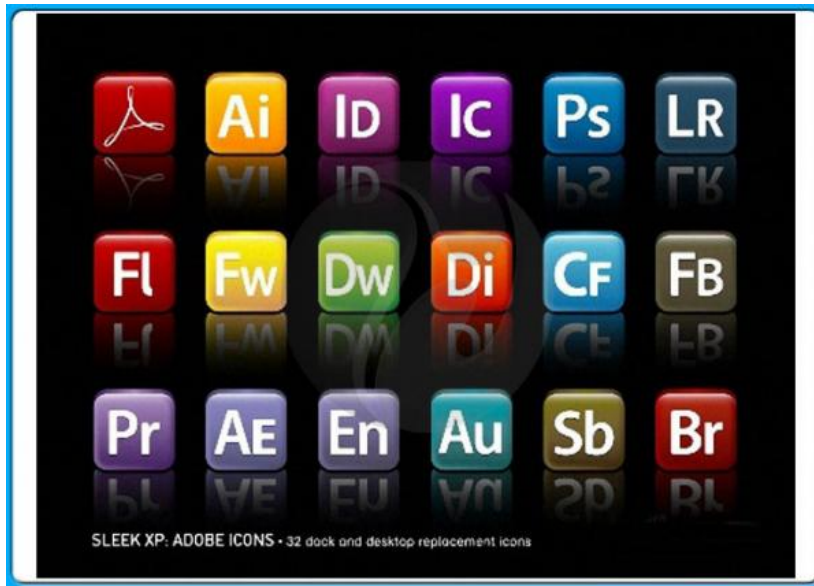 Ai ID IC Ps LR
FL FW DW Di CF FB
Pr AE En Au Sb Br
SLEEK XP: ADOBE ICONS • 32 dock and desktop replacement icons